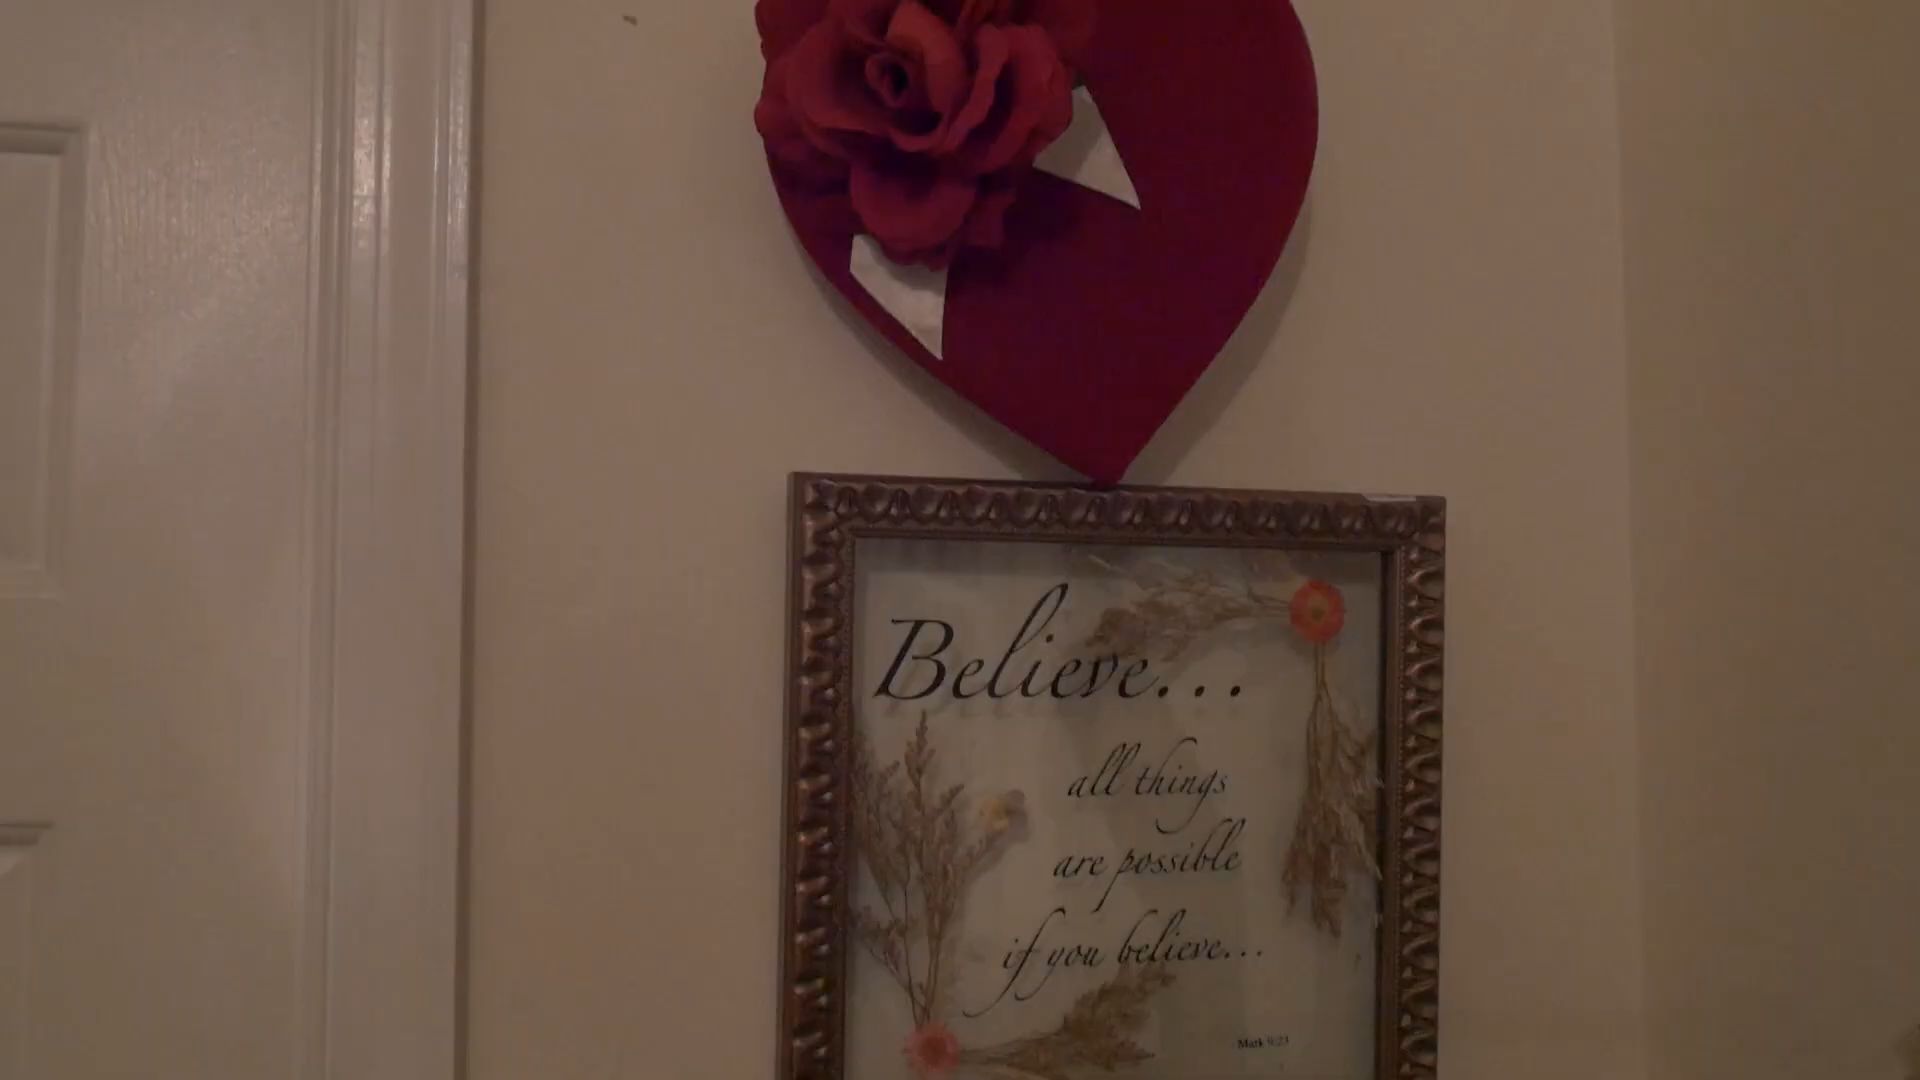 Believe...
all things
are possible
if you believe...
Mark 9:23